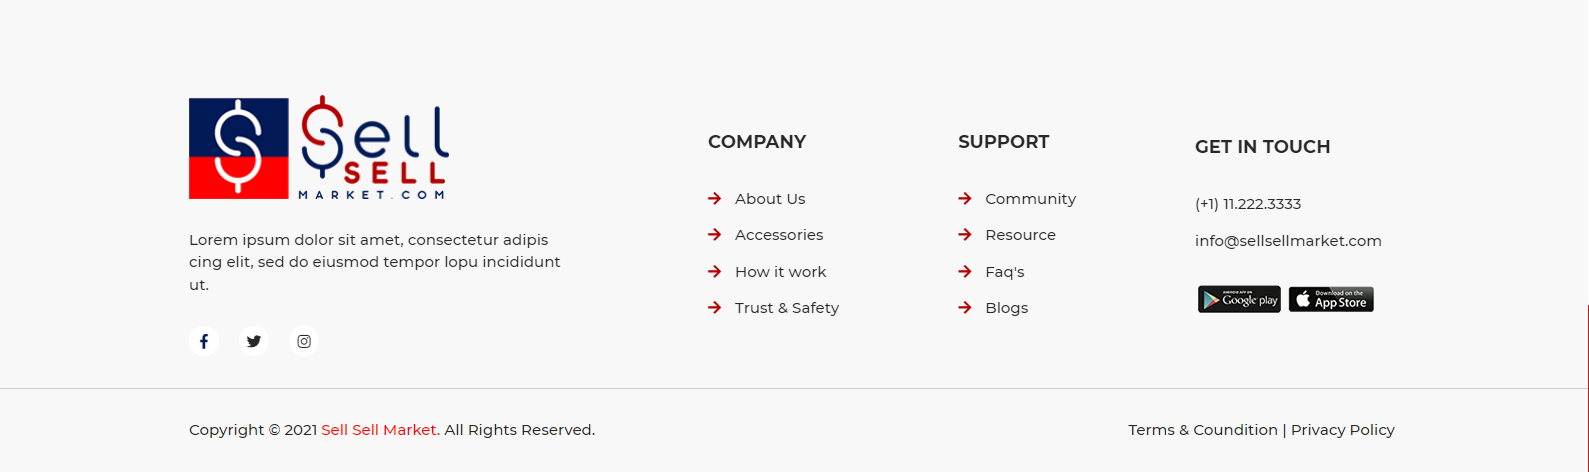 $ell
SELL
MARKET.COM
Lorem ipsum dolor sit amet, consectetur adipis
cing elit, sed do eiusmod tempor lopu incididunt
ut.
COMPANY
About Us
Accessories
How it work
Trust & Safety
SUPPORT
Community
Resource
Faq's
Blogs
GET IN TOUCH
(+1) 11.222.3333
info@sellsellmarket.com
ANDROID APP ON
Google play
Download on the
App Store
Copyright © 2021 Sell Sell Market. All Rights Reserved.
Terms & Coundition | Privacy Policy